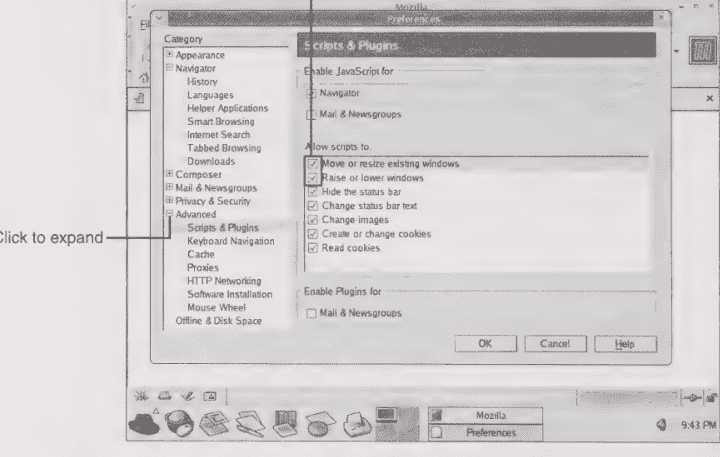 Mozilla
Preferences
Category
Appearance
Navigator
History
Languages
Helper Applications
Smart Browsing
Internet Search
Tabbed Browsing
Downloads
Composer
Mail & Newsgroups
Privacy & Security
Advanced
Scripts & Plugins
Keyboard Navigation
Cache
Proxies
HTTP Networking
Software Installation
Mouse Wheel
Offline & Disk Space
Scripts & Plugins
Enable JavaScript for
Navigator
Mail & Newsgroups
Allow scripts to:
Move or resize existing windows
Raise or lower windows
Hide the status bar
Change status bar text
Change images
Create or change cookies
Read cookies
Enable Plugins for
Mail & Newsgroups
OK
Cancel
Help
Click to expand
Mozilla
Preferences
9:43 PM